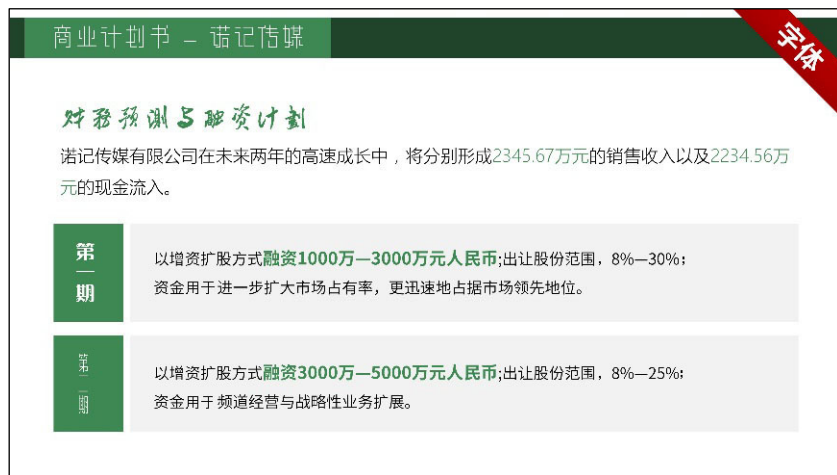 商业计划书 – 诺记传媒
字体
财务预测与融资计划
诺记传媒有限公司在未来两年的高速成长中，将分别形成2345.67万元的销售收入以及2234.56万
元的现金流入。
第一期
以增资扩股方式融资1000万—3000万元人民币;出让股份范围，8%—30%；
资金用于进一步扩大市场占有率，更迅速地占据市场领先地位。
第二期
以增资扩股方式融资3000万—5000万元人民币;出让股份范围，8%—25%；
资金用于频道经营与战略性业务扩展。